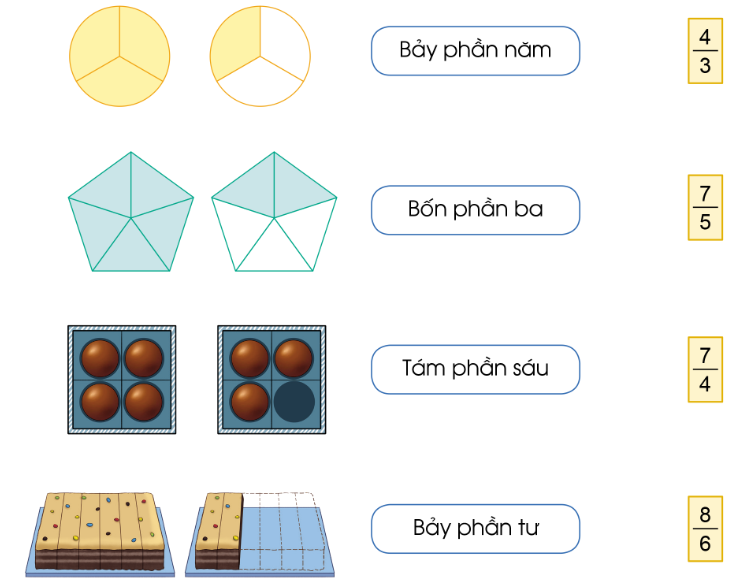 Bảy phần năm
4
3
Bốn phần ba
7
5
Tám phần sáu
7
4
Bảy phần tư
8
6